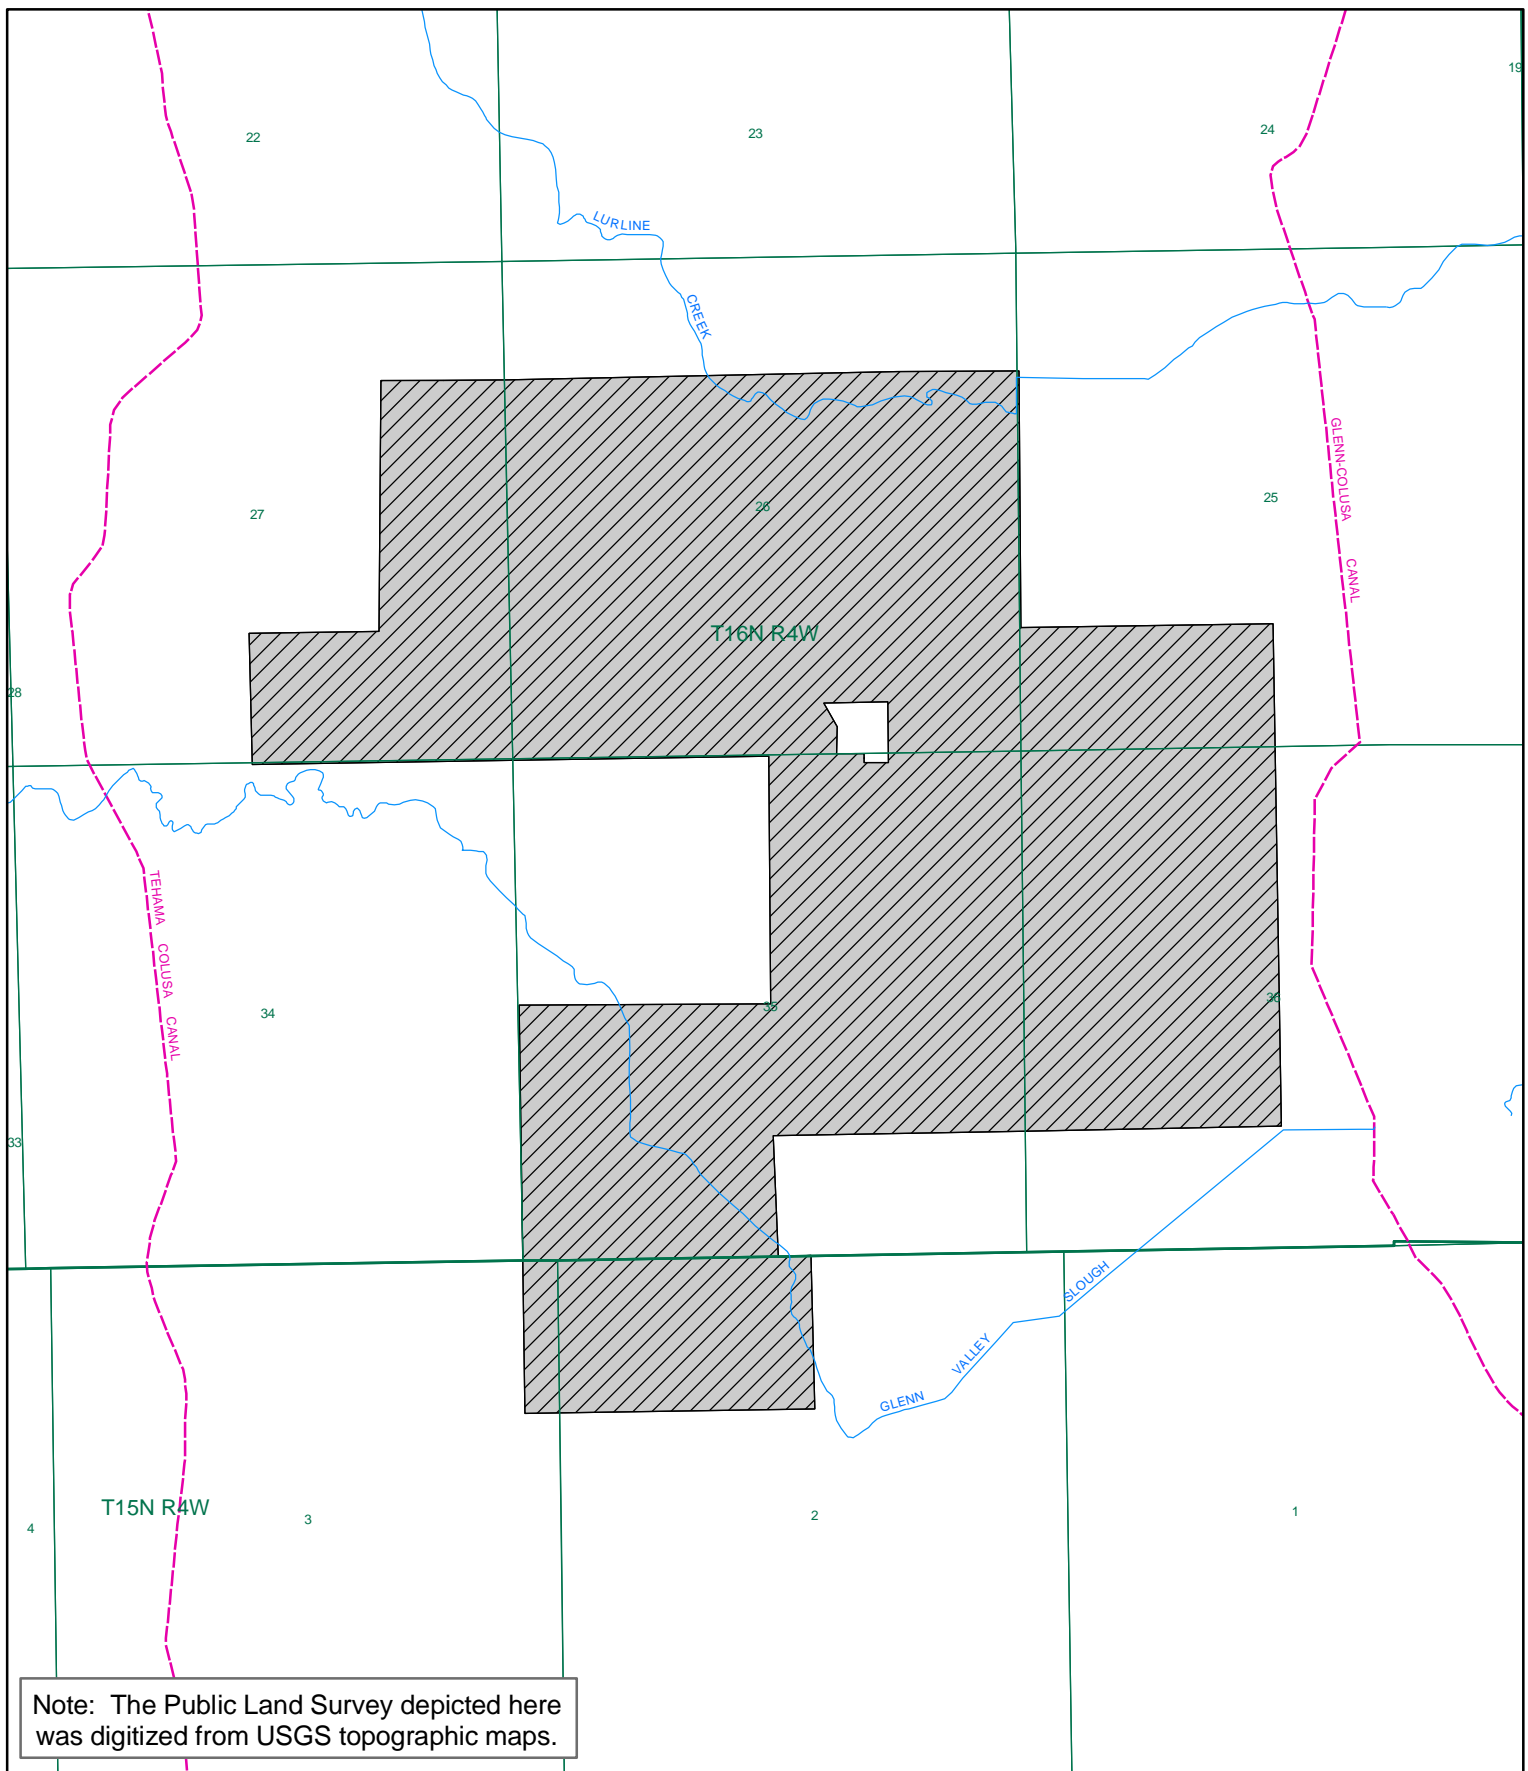 19
22
23
24
LURLINE
CREEK
27
26
25
GLENN-COLUSA CANAL
T16N R4W
28
TEHAMA COLUSA CANAL
34
35
36
33
SLOUGH
VALLEY
GLENN
T15N R4W
4
3
2
1
Note: The Public Land Survey depicted here
was digitized from USGS topographic maps.